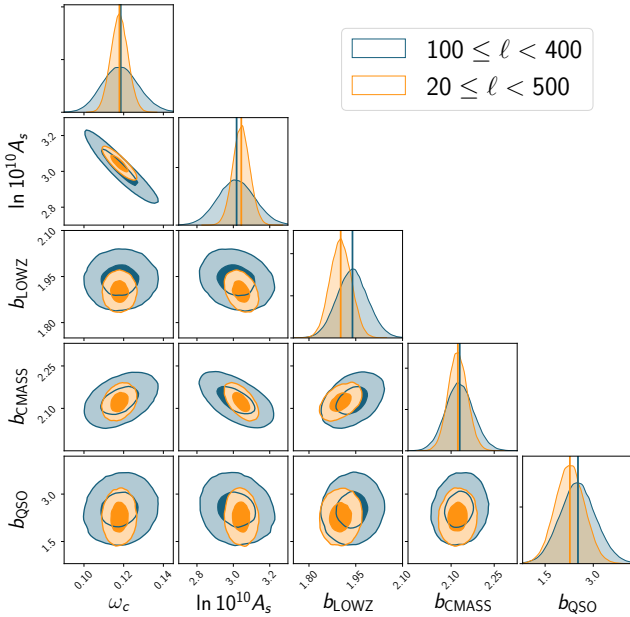 100 ≤ ℓ < 400
20 ≤ ℓ < 500
ln 10^10 A_s
3.2
3.0
2.8
b_LOWZ
2.10
1.95
1.80
b_CMASS
2.25
2.10
b_QSO
3.0
1.5
0.10 0.12 0.14
2.8 3.0 3.2
1.80 1.95 2.10
2.10 2.25
1.5 3.0
ω_c ln 10^10 A_s b_LOWZ b_CMASS b_QSO